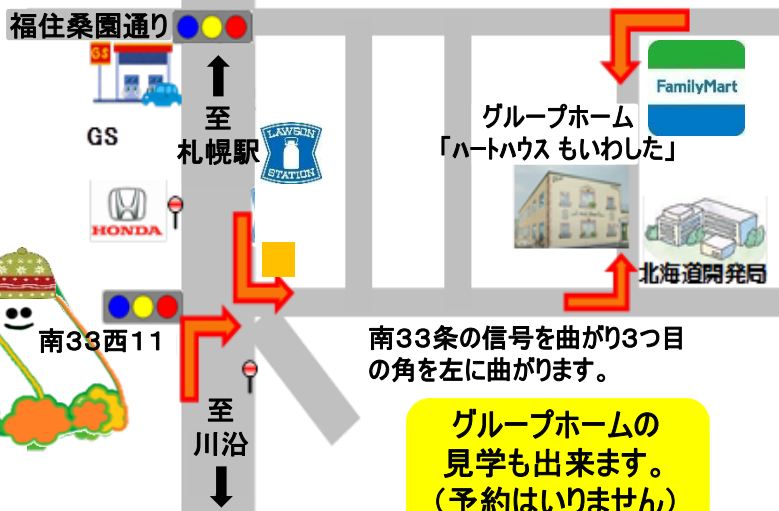 福住桑園通り
GS
GS
至
札幌駅
LAWSON
STATION
FamilyMart
グループホーム
「ハートハウス もいわした」
HONDA
北海道開発局
南33西11
南33条の信号を曲がり3つ目
の角を左に曲がります。
至
川沿
グループホームの
見学も出来ます。
(予約はいりません)